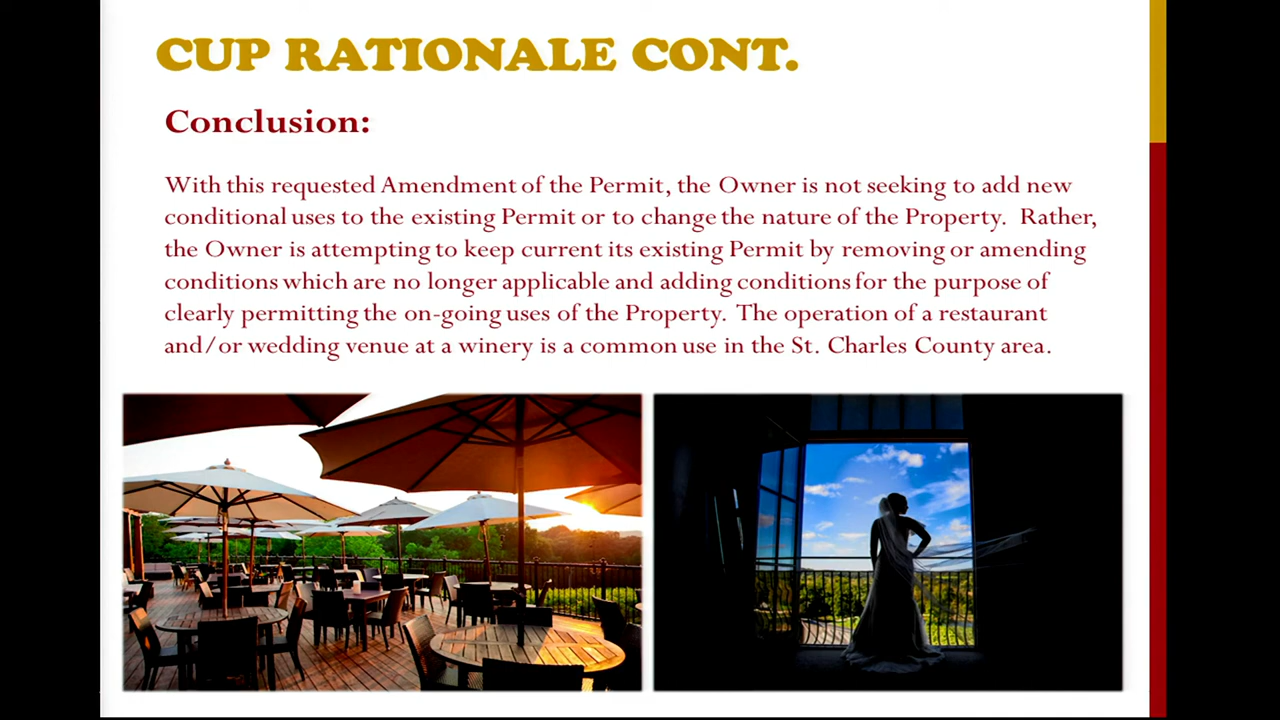 CUP RATIONALE CONT.
Conclusion:
With this requested Amendment of the Permit, the Owner is not seeking to add new
conditional uses to the existing Permit or to change the nature of the Property.  Rather,
the Owner is attempting to keep current its existing Permit by removing or amending
conditions which are no longer applicable and adding conditions for the purpose of
clearly permitting the on-going uses of the Property.  The operation of a restaurant
and/or wedding venue at a winery is a common use in the St. Charles County area.